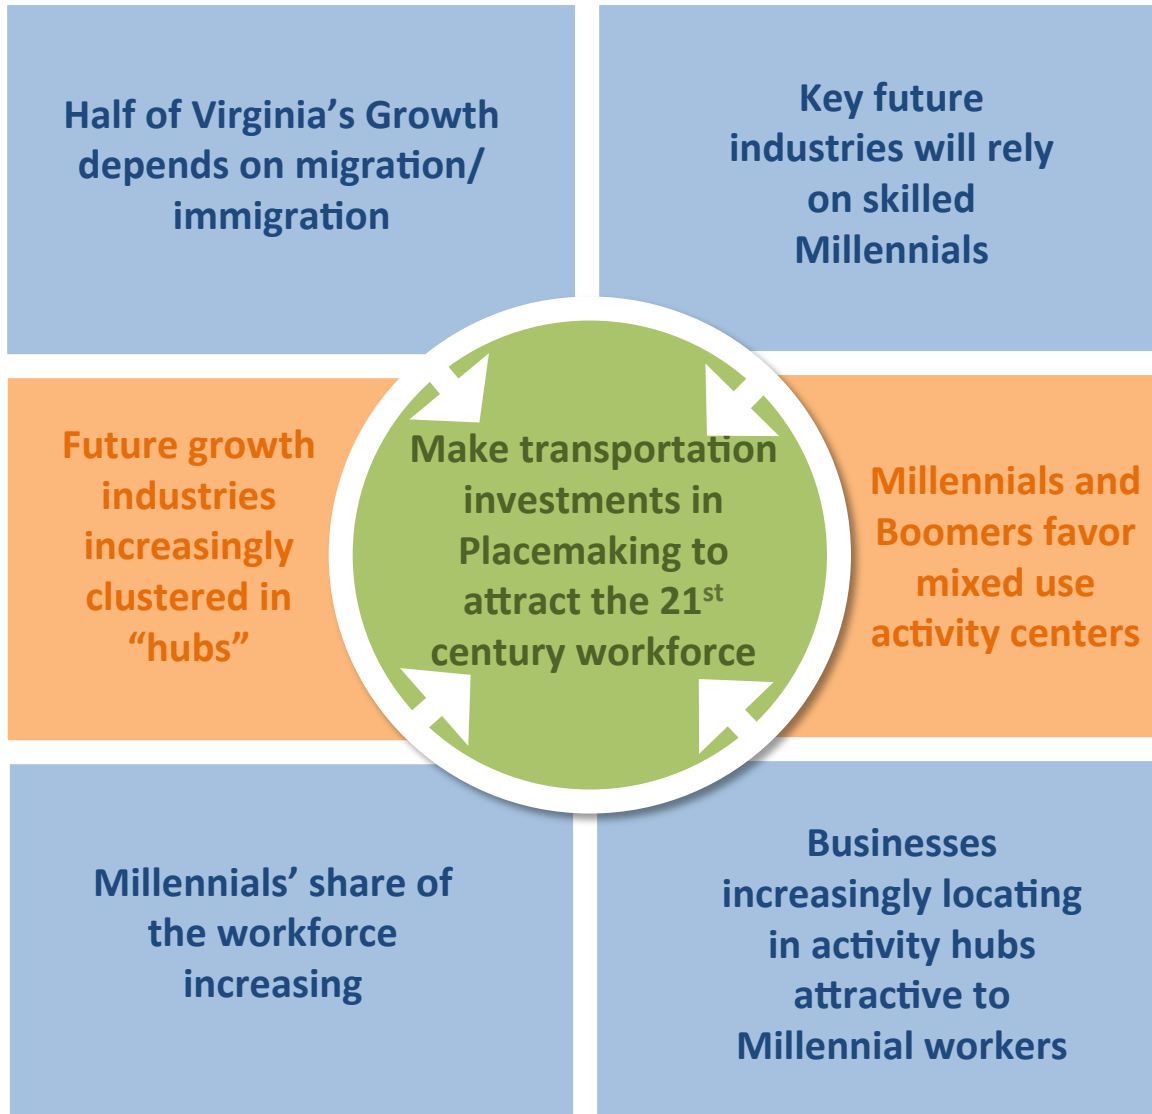 Half of Virginia’s Growth
depends on migration/
immigration
Key future
industries will rely
on skilled
Millennials
Future growth
industries
increasingly
clustered in
“hubs”
Make transportation
investments in
Placemaking to
attract the 21st
century workforce
Millennials and
Boomers favor
mixed use
activity centers
Millennials’ share of
the workforce
increasing
Businesses
increasingly locating
in activity hubs
attractive to
Millennial workers